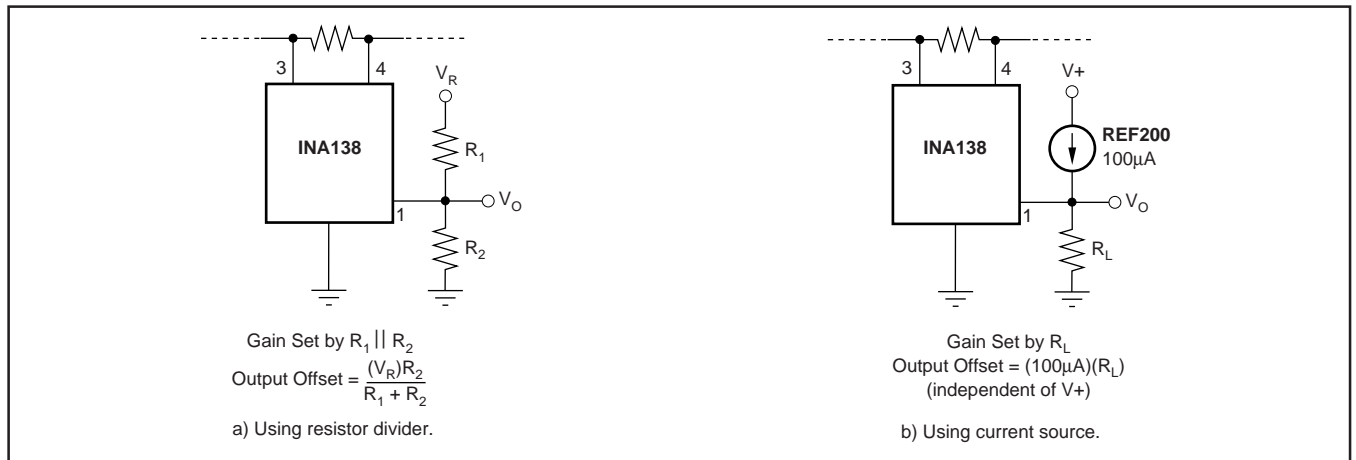 3
4
V_R
INA138
R_1
1
V_O
R_2
Gain Set by R_1 || R_2
Output Offset = (V_R)R_2 / R_1 + R_2
a) Using resistor divider.
3
4
V+
INA138
REF200
100μA
1
V_O
R_L
Gain Set by R_L
Output Offset = (100μA)(R_L)
(independent of V+)
b) Using current source.